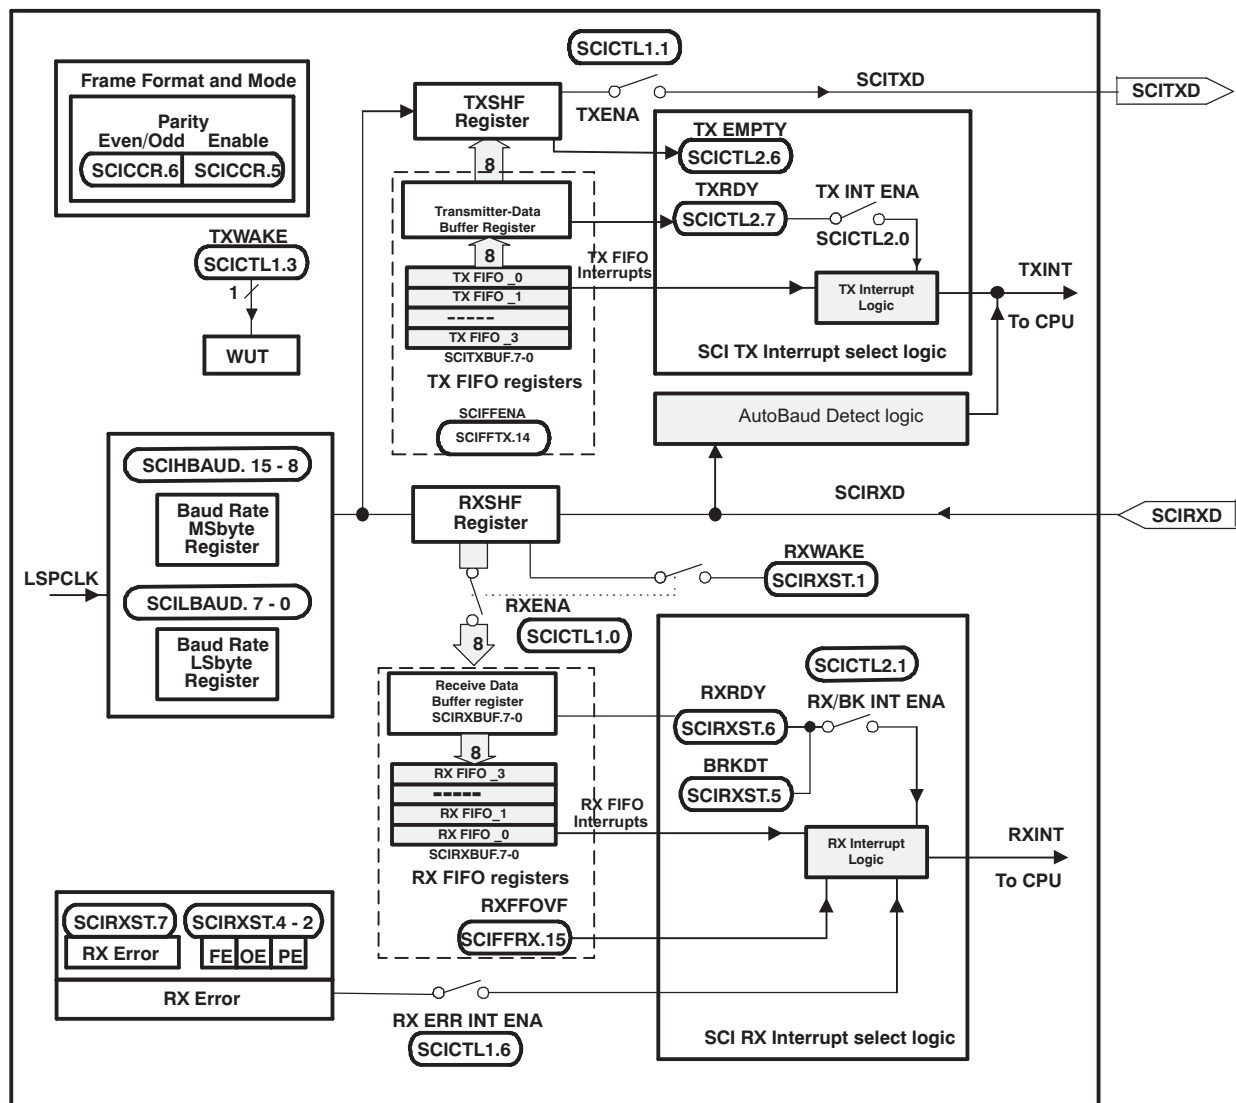 SCICTL1.1
Frame Format and Mode
Parity
Even/Odd Enable
SCICCR.6 SCICCR.5
TXSHF
Register
TXENA
SCITXD
SCITXD
TX EMPTY
SCICTL2.6
8
Transmitter-Data
Buffer Register
TXRDY
SCICTL2.7
TX INT ENA
SCICTL2.0
TXWAKE
SCICTL1.3
1
WUT
8
TX FIFO
Interrupts
TX FIFO _0
TX FIFO _1
-----
TX FIFO _3
SCITXBUF.7-0
TX FIFO registers
SCIFFENA
SCIFFTX.14
TX Interrupt
Logic
TXINT
To CPU
SCI TX Interrupt select logic
AutoBaud Detect logic
SCIHBAUD. 15 - 8
Baud Rate
MSbyte
Register
LSPCLK
SCILBAUD. 7 - 0
Baud Rate
LSbyte
Register
RXSHF
Register
SCIRXD
SCIRXD
RXWAKE
SCIRXST.1
RXENA
SCICTL1.0
8
Receive Data
Buffer register
SCIRXBUF.7-0
8
RX FIFO _3
-----
RX FIFO_1
RX FIFO _0
SCIRXBUF.7-0
RX FIFO registers
RX FIFO
Interrupts
SCICTL2.1
RXRDY
RX/BK INT ENA
SCIRXST.6
BRKDT
SCIRXST.5
RX Interrupt
Logic
RXINT
To CPU
RXFFOVF
SCIFFRX.15
SCIRXST.7 SCIRXST.4 - 2
RX Error FE OE PE
RX Error
RX ERR INT ENA
SCICTL1.6
SCI RX Interrupt select logic